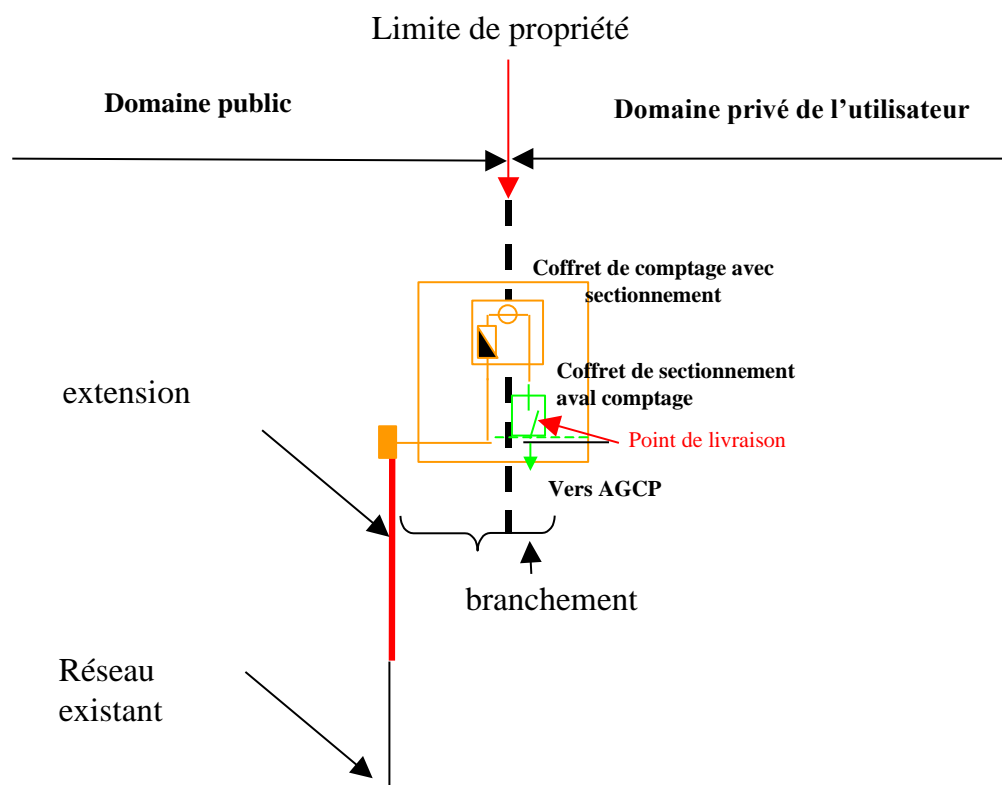 Limite de propriété
Domaine public
Domaine privé de l’utilisateur
Coffret de comptage avec
sectionnement
Coffret de sectionnement
aval comptage
extension
Point de livraison
Vers AGCP
branchement
Réseau
existant